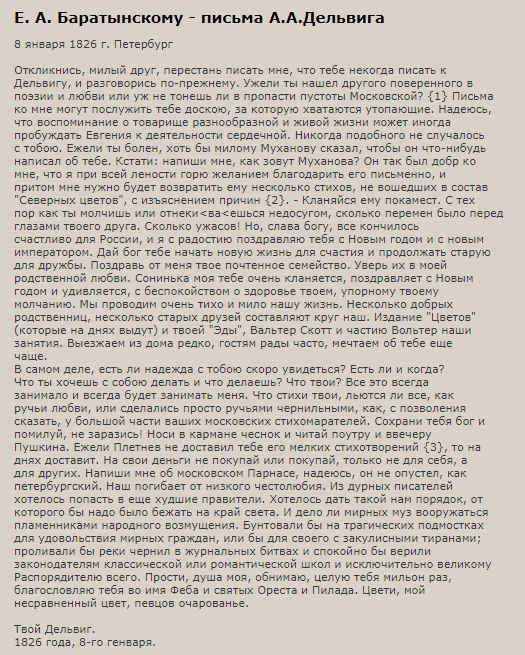 Е. А. Баратынскому - письма А.А.Дельвига
8 января 1826 г. Петербург
Откликнись, милый друг, перестань писать мне, что тебе некогда писать к
Дельвигу, и разговорись по-прежнему. Ужели ты нашел другого поверенного в
поэзии и любви или уж не тонешь ли в пропасти пустоты Московской? {1} Письма
ко мне могут послужить тебе доскою, за которую хватаются утопающие. Надеюсь,
что воспоминание о товарище разнообразной и живой жизни может иногда
пробуждать Евгения к деятельности сердечной. Никогда подобного не случалось
с тобою. Ежели ты болен, хоть бы милому Муханову сказал, чтобы он что-нибудь
написал об тебе. Кстати: напиши мне, как зовут Муханова? Он так был добр ко
мне, что я при всей лености горю желанием благодарить его письменно, и
притом мне нужно будет возвратить ему несколько стихов, не вошедших в состав
"Северных цветов", с изъяснением причин {2}. - Кланяйся ему покамест. С тех
пор как ты молчишь или отнеки<ва<ешься недосугом, сколько перемен было перед
глазами твоего друга. Сколько ужасов! Но, слава богу, все кончилось
счастливо для России, и я с радостию поздравляю тебя с Новым годом и с новым
императором. Дай бог тебе начать новую жизнь для счастия и продолжать старую
для дружбы. Поздравь от меня твое почтенное семейство. Уверь их в моей
родственной любви. Сонинька моя тебе очень кланяется, поздравляет с Новым
годом и удивляется, с беспокойством о здоровье твоем, упорному твоему
молчанию. Мы проводим очень тихо и мило нашу жизнь. Несколько добрых
родственниц, несколько старых друзей составляют круг наш. Издание "Цветов"
(которые на днях выдут) и твоей "Эды", Вальтер Скотт и частию Вольтер наши
занятия. Выезжаем из дома редко, гостям рады часто, мечтаем об тебе еще
чаще.
В самом деле, есть ли надежда с тобою скоро увидеться? Есть ли и когда?
Что ты хочешь с собою делать и что делаешь? Что твои? Все это всегда
занимало и всегда будет занимать меня. Что стихи твои, льются ли все, как
ручьи любви, или сделались просто ручьями чернильными, как, с позволения
сказать, у большой части ваших московских стихомарателей. Сохрани тебя бог и
помилуй, не заразись! Носи в кармане чеснок и читай поутру и ввечеру
Пушкина. Ежели Плетнев не доставил тебе его мелких стихотворений {3}, то на
днях доставит. На свои деньги не покупай или покупай, только не для себя, а
для других. Напиши мне об московском Парнасе, надеюсь, он не опустел, как
петербургский. Наш погибает от низкого честолюбия. Из дурных писателей
хотелось попасть в еще худшие правители. Хотелось дать такой нам порядок, от
которого бы надо было бежать на край света. И дело ли мирных муз вооружаться
пламенниками народного возмущения. Бунтовали бы на трагических подмостках
для удовольствия мирных граждан, или бы для своего с закулисными тиранами;
проливали бы реки чернил в журнальных битвах и спокойно бы верили
законодателям классической или романтической школ и исключительно великому
Распорядителю всего. Прости, душа моя, обнимаю, целую тебя мильон раз,
благословляю тебя во имя Феба и святых Ореста и Пилада. Цвети, мой
несравненный цвет, певцов очарованье.
Твой Дельвиг.
1826 года, 8-го генваря.